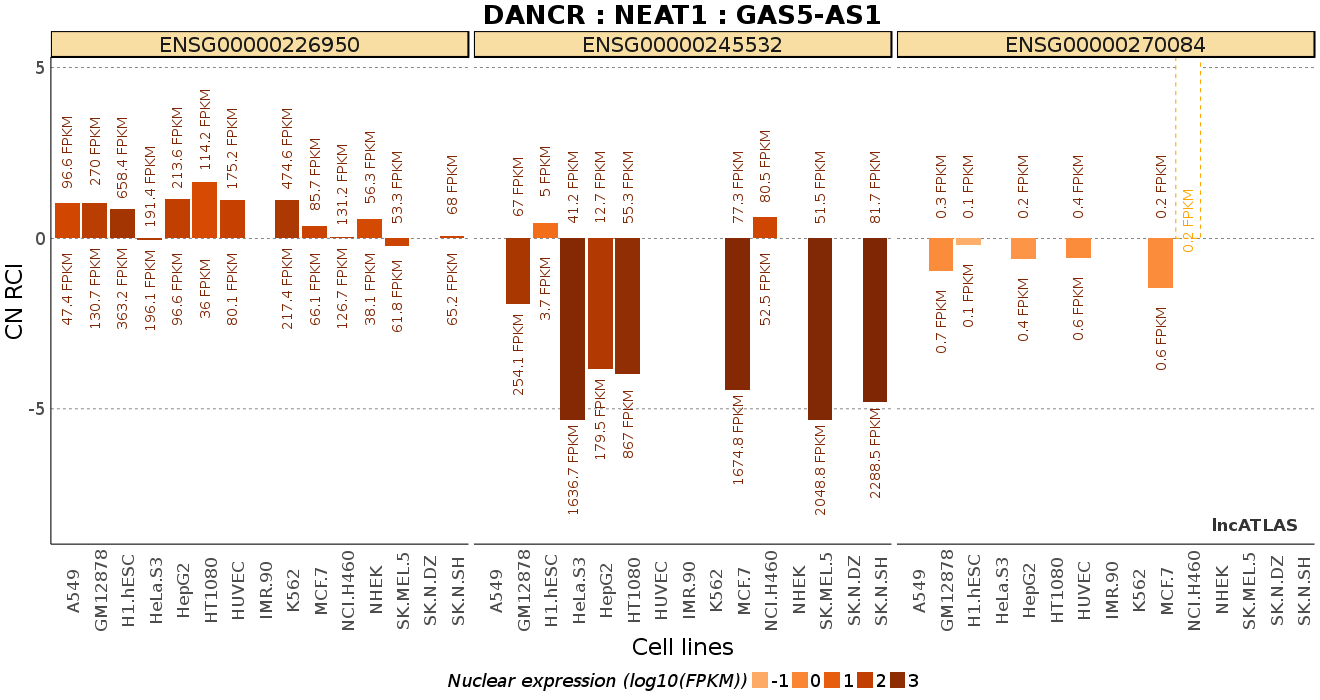 DANCR : NEAT1 : GAS5-AS1
ENSG00000226950
ENSG00000245532
ENSG00000270084
CN RCI
5
0
-5
96.6 FPKM
270 FPKM
658.4 FPKM
191.4 FPKM
213.6 FPKM
114.2 FPKM
175.2 FPKM
474.6 FPKM
85.7 FPKM
131.2 FPKM
56.3 FPKM
53.3 FPKM
68 FPKM
47.4 FPKM
130.7 FPKM
363.2 FPKM
196.1 FPKM
96.6 FPKM
36 FPKM
80.1 FPKM
217.4 FPKM
66.1 FPKM
126.7 FPKM
38.1 FPKM
61.8 FPKM
65.2 FPKM
67 FPKM
5 FPKM
41.2 FPKM
12.7 FPKM
55.3 FPKM
77.3 FPKM
80.5 FPKM
51.5 FPKM
81.7 FPKM
254.1 FPKM
3.7 FPKM
1636.7 FPKM
179.5 FPKM
867 FPKM
1674.8 FPKM
52.5 FPKM
2048.8 FPKM
2288.5 FPKM
0.3 FPKM
0.1 FPKM
0.2 FPKM
0.4 FPKM
0.2 FPKM
0.2 FPKM
0.7 FPKM
0.1 FPKM
0.4 FPKM
0.6 FPKM
0.6 FPKM
lncATLAS
A549
GM12878
H1.hESC
HeLa.S3
HepG2
HT1080
HUVEC
IMR.90
K562
MCF.7
NCI.H460
NHEK
SK.MEL.5
SK.N.DZ
SK.N.SH
A549
GM12878
H1.hESC
HeLa.S3
HepG2
HT1080
HUVEC
IMR.90
K562
MCF.7
NCI.H460
NHEK
SK.MEL.5
SK.N.DZ
SK.N.SH
A549
GM12878
H1.hESC
HeLa.S3
HepG2
HT1080
HUVEC
IMR.90
K562
MCF.7
NCI.H460
NHEK
SK.MEL.5
SK.N.DZ
SK.N.SH
Cell lines
Nuclear expression (log10(FPKM)) -1 0 1 2 3